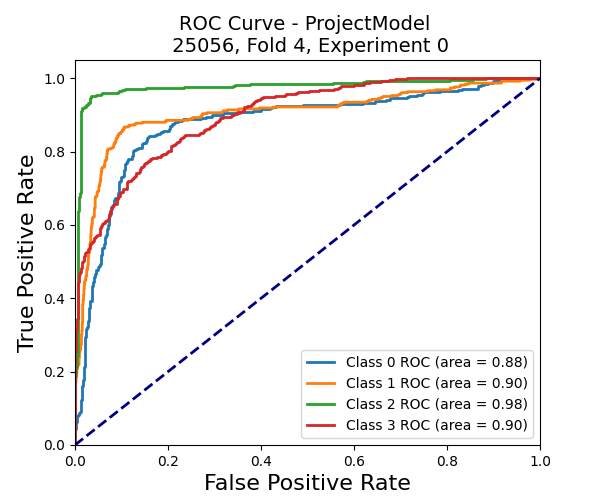 ROC Curve - ProjectModel
25056, Fold 4, Experiment 0
True Positive Rate
1.0
0.8
0.6
0.4
0.2
0.0
Class 0 ROC (area = 0.88)
Class 1 ROC (area = 0.90)
Class 2 ROC (area = 0.98)
Class 3 ROC (area = 0.90)
0.0 0.2 0.4 0.6 0.8 1.0
False Positive Rate